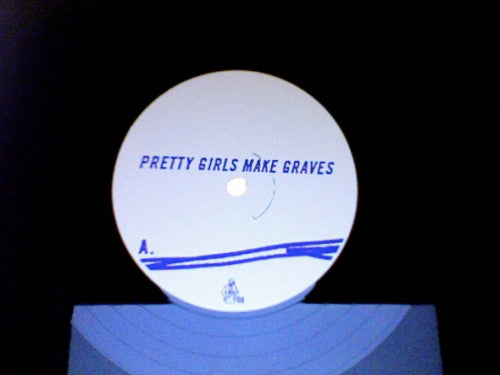 PRETTY GIRLS MAKE GRAVES
A.